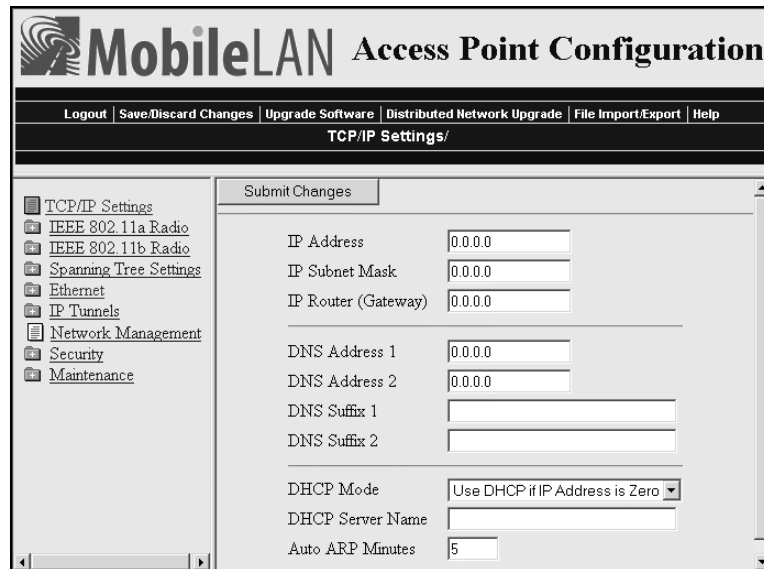 MobileLAN Access Point Configuration
Logout | Save/Discard Changes | Upgrade Software | Distributed Network Upgrade | File Import/Export | Help
TCP/IP Settings/
TCP/IP Settings
IEEE 802.11a Radio
IEEE 802.11b Radio
Spanning Tree Settings
Ethernet
IP Tunnels
Network Management
Security
Maintenance
Submit Changes
IP Address 0.0.0.0
IP Subnet Mask 0.0.0.0
IP Router (Gateway) 0.0.0.0
DNS Address 1 0.0.0.0
DNS Address 2 0.0.0.0
DNS Suffix 1
DNS Suffix 2
DHCP Mode Use DHCP if IP Address is Zero
DHCP Server Name
Auto ARP Minutes 5